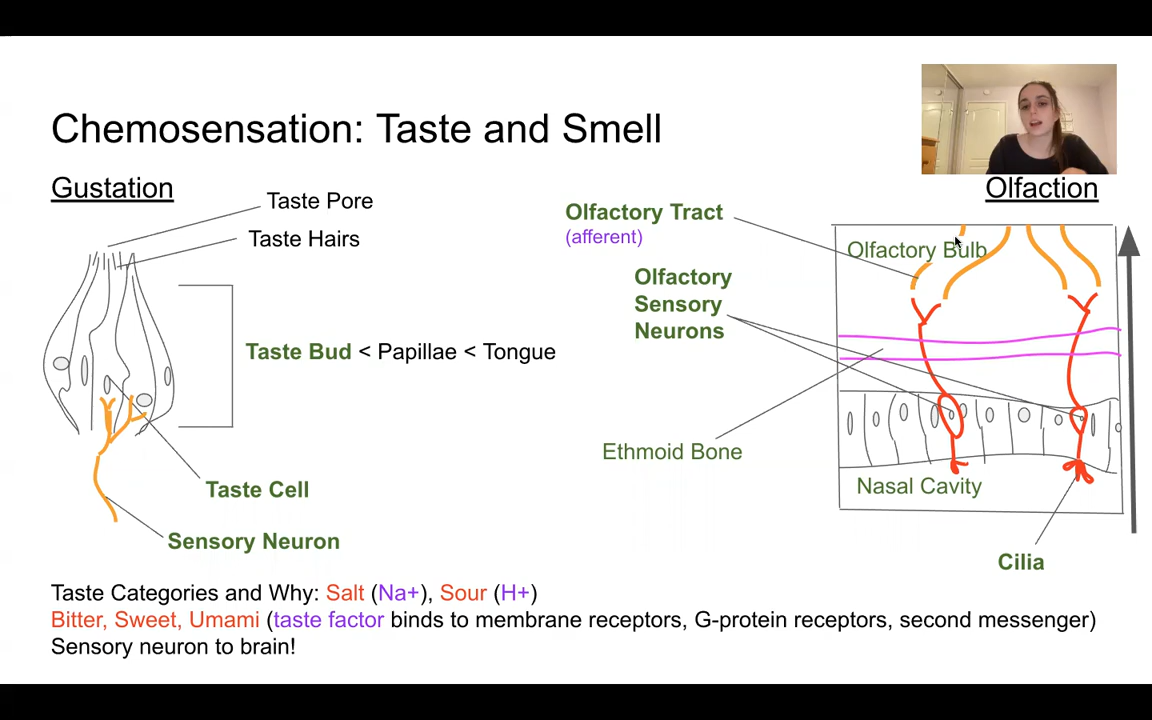 Chemosensation: Taste and Smell
Gustation
Taste Pore
Taste Hairs
Taste Bud < Papillae < Tongue
Taste Cell
Sensory Neuron
Olfaction
Olfactory Tract
(afferent)
Olfactory Bulb
Olfactory
Sensory
Neurons
Ethmoid Bone
Nasal Cavity
Cilia
Taste Categories and Why: Salt (Na+), Sour (H+)
Bitter, Sweet, Umami (taste factor binds to membrane receptors, G-protein receptors, second messenger)
Sensory neuron to brain!